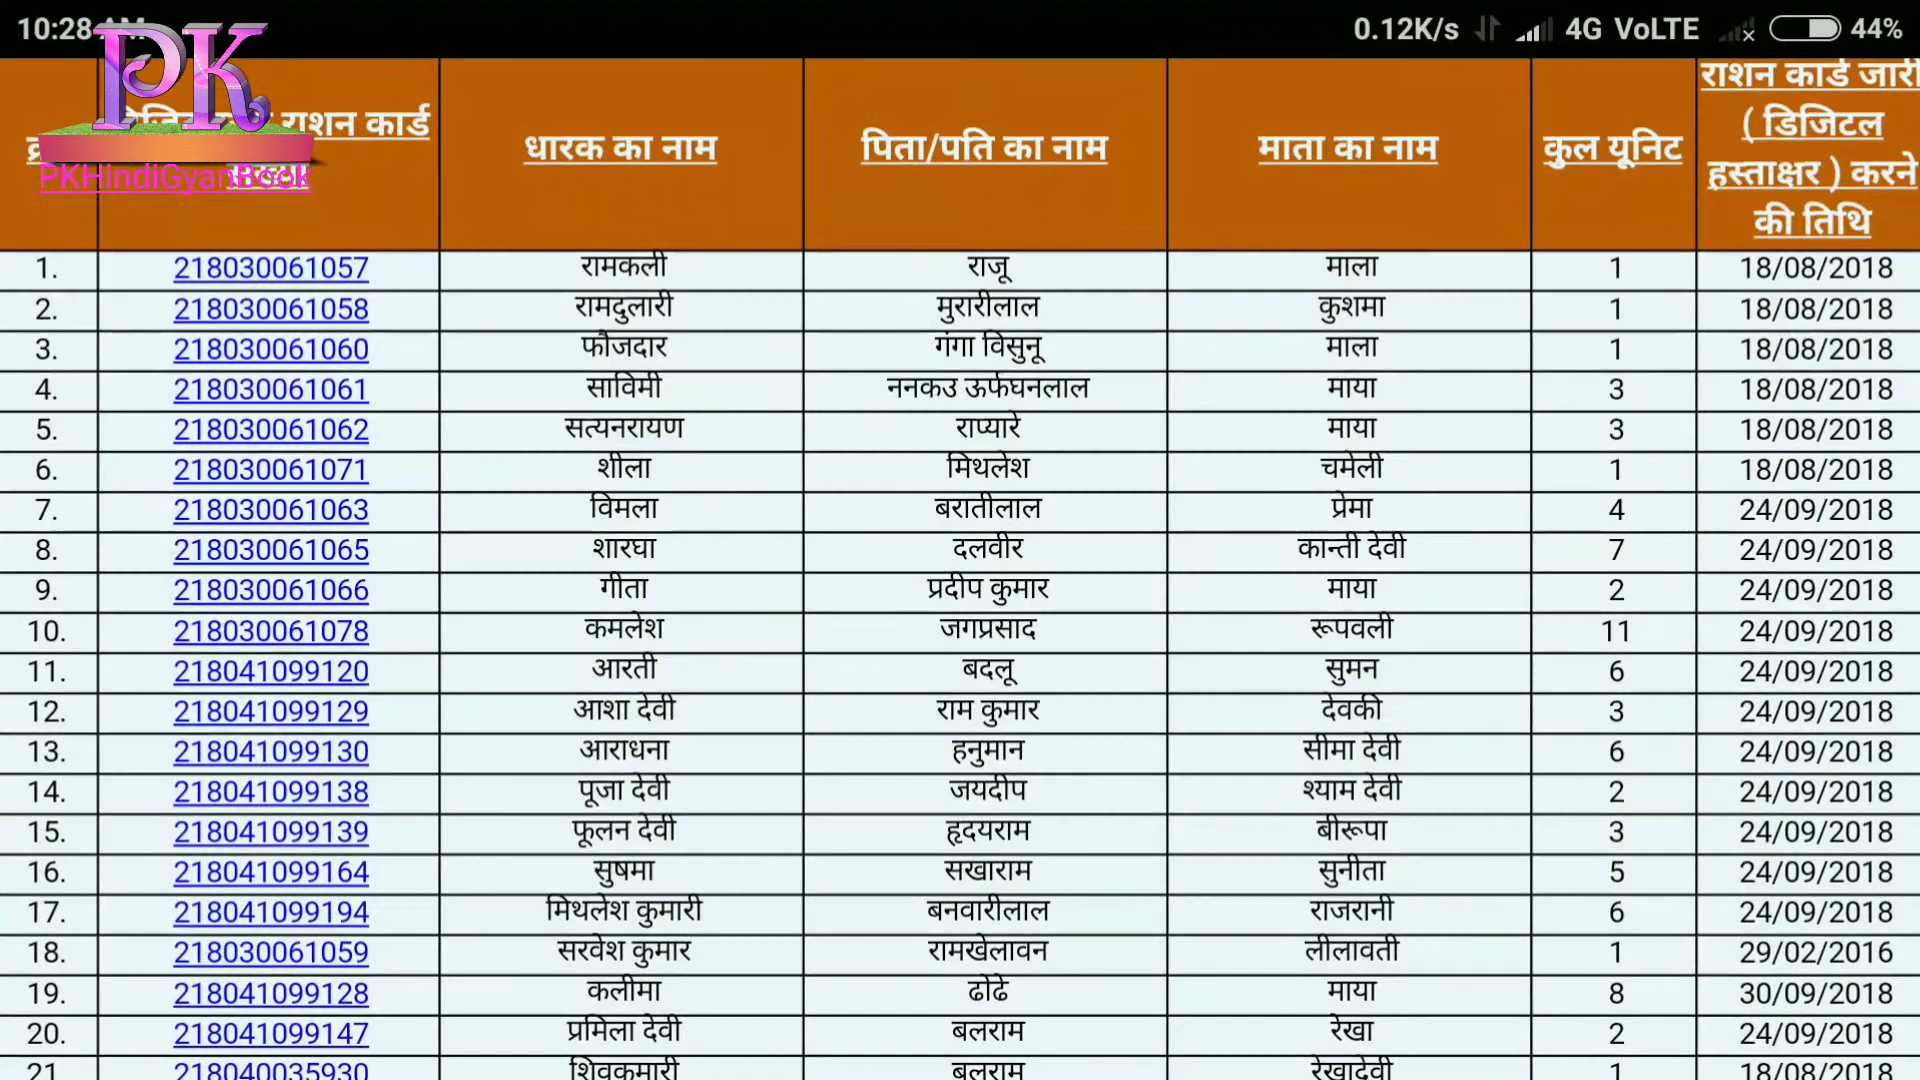 10:28 AM 0.12K/s 4G VoLTE 44%
PK
PKHindiGyanBook
राशन कार्ड
धारक का नाम
पिता/पति का नाम
माता का नाम
कुल यूनिट
राशन कार्ड जारी
( डिजिटल
हस्ताक्षर ) करने
की तिथि
1. 218030061057 रामकली राजू माला 1 18/08/2018
2. 218030061058 रामदुलारी मुरारीलाल कुशमा 1 18/08/2018
3. 218030061060 फौजदार गंगा विसुनू माला 1 18/08/2018
4. 218030061061 साविमी ननकउ ऊर्फघनलाल माया 3 18/08/2018
5. 218030061062 सत्यनरायण राप्यारे माया 3 18/08/2018
6. 218030061071 शीला मिथलेश चमेली 1 18/08/2018
7. 218030061063 विमला बरातीलाल प्रेमा 4 24/09/2018
8. 218030061065 शारघा दलवीर कान्ती देवी 7 24/09/2018
9. 218030061066 गीता प्रदीप कुमार माया 2 24/09/2018
10. 218030061078 कमलेश जगप्रसाद रूपवली 11 24/09/2018
11. 218041099120 आरती बदलू सुमन 6 24/09/2018
12. 218041099129 आशा देवी राम कुमार देवकी 3 24/09/2018
13. 218041099130 आराधना हनुमान सीमा देवी 6 24/09/2018
14. 218041099138 पूजा देवी जयदीप श्याम देवी 2 24/09/2018
15. 218041099139 फूलन देवी हृदयराम बीरूपा 3 24/09/2018
16. 218041099164 सुषमा सखाराम सुनीता 5 24/09/2018
17. 218041099194 मिथलेश कुमारी बनवारीलाल राजरानी 6 24/09/2018
18. 218030061059 सरवेश कुमार रामखेलावन लीलावती 1 29/02/2016
19. 218041099128 कलीमा ढोढे माया 8 30/09/2018
20. 218041099147 प्रमिला देवी बलराम रेखा 2 24/09/2018
21. 218040035930 शिवकुमारी बलराम रेखादेवी 1 18/08/2018